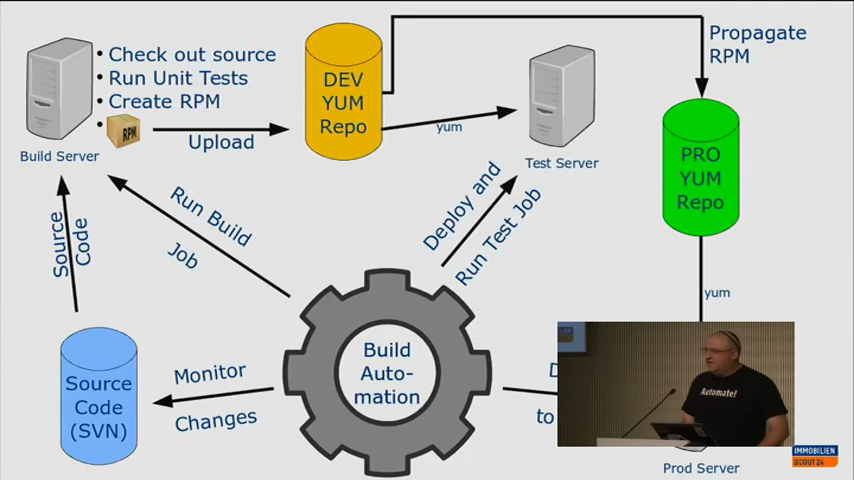 Check out source
Run Unit Tests
Create RPM
RPM
Build Server
Upload
DEV
YUM
Repo
yum
Test Server
Propagate
RPM
PRO
YUM
Repo
yum
Source
Code
Run Build
Job
Deploy and
Run Test Job
Source
Code
(SVN)
Monitor
Changes
Build
Auto-
mation
to
Automate!
Prod Server
IMMOBILIEN
SCOUT24